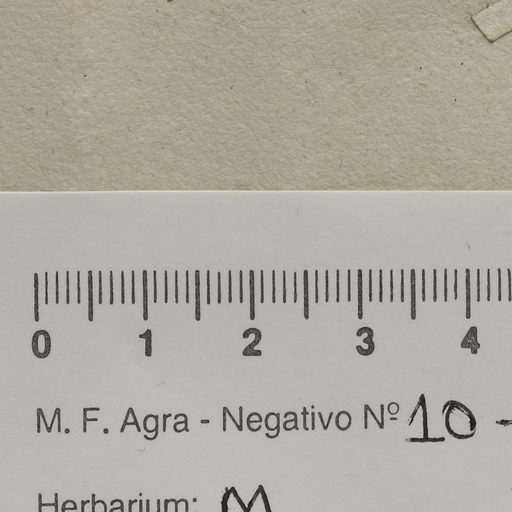 0 1 2 3 4
M. F. Agra - Negativo Nº 10 -
Herbarium: M